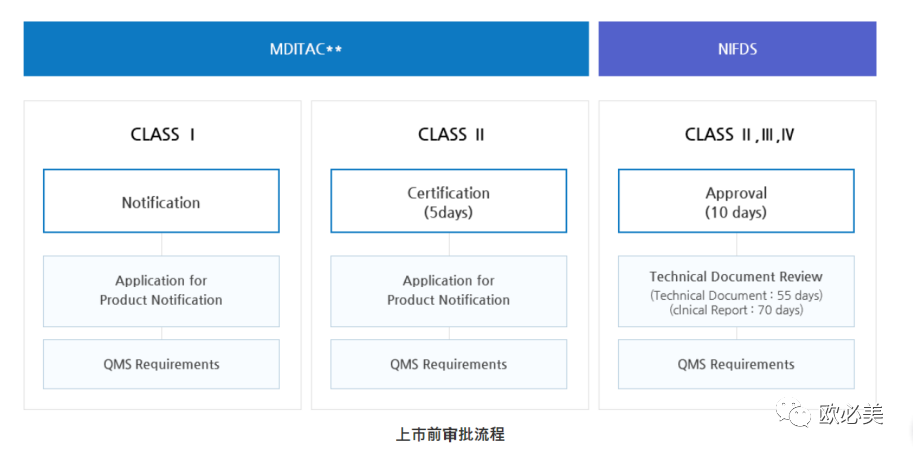 MDITAC**
NIFDS
CLASS Ⅰ
Notification
Application for
Product Notification
QMS Requirements
CLASS Ⅱ
Certification
(5days)
Application for
Product Notification
QMS Requirements
CLASS Ⅱ,Ⅲ,Ⅳ
Approval
(10 days)
Technical Document Review
(Technical Document : 55 days)
(clnical Report : 70 days)
QMS Requirements
欧必美
上市前审批流程